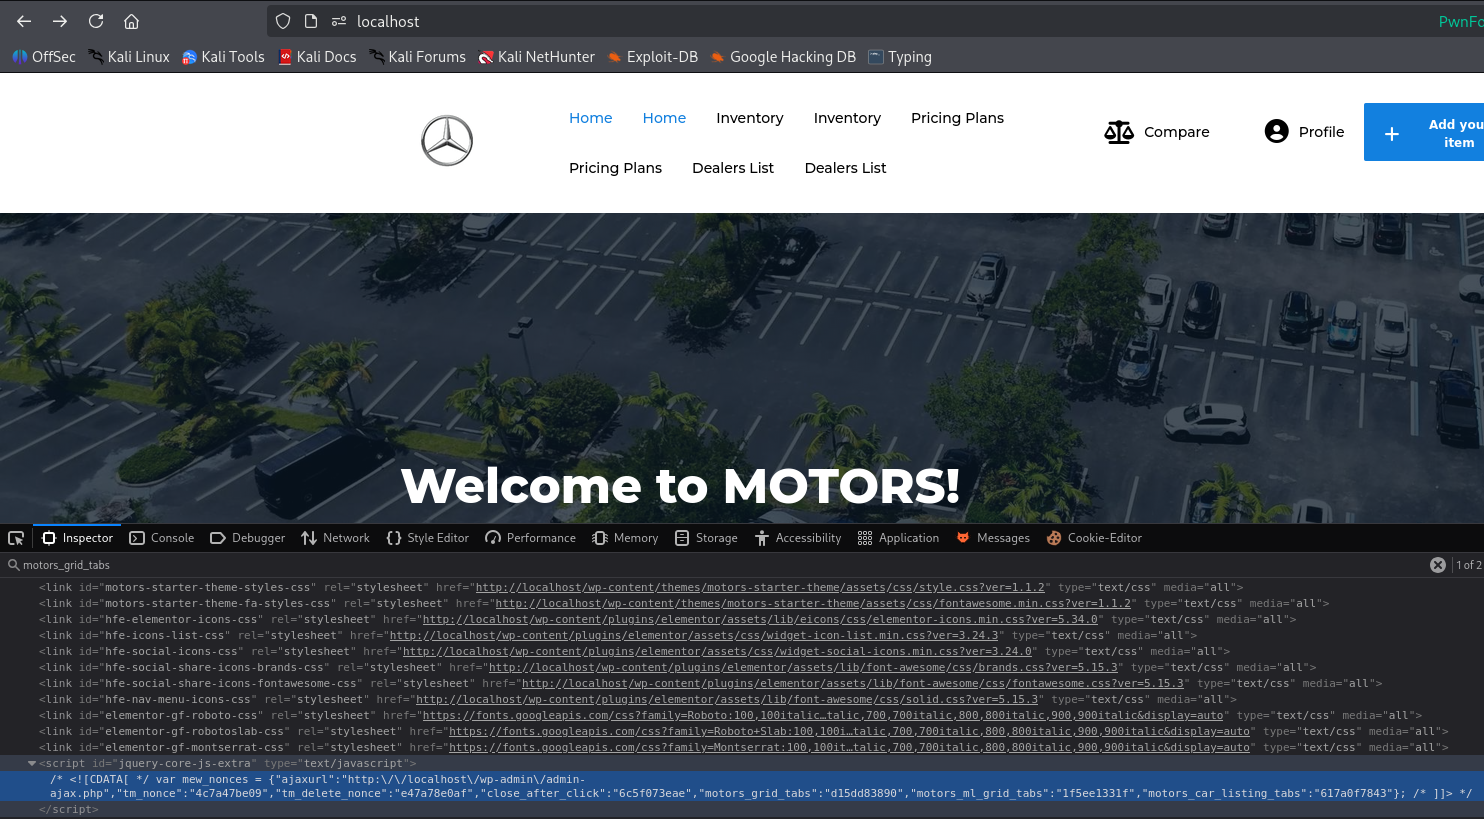 localhost
PwnFo
OffSec Kali Linux Kali Tools Kali Docs Kali Forums Kali NetHunter Exploit-DB Google Hacking DB Typing
Home Home Inventory Inventory Pricing Plans
Pricing Plans Dealers List Dealers List
Compare Profile
Add you
item
Welcome to MOTORS!
Inspector Console Debugger Network Style Editor Performance Memory Storage Accessibility Application Messages Cookie-Editor
motors_grid_tabs 1 of 2
<link id="motors-starter-theme-styles-css" rel="stylesheet" href="http://localhost/wp-content/themes/motors-starter-theme/assets/css/style.css?ver=1.1.2" type="text/css" media="all">
<link id="motors-starter-theme-fa-styles-css" rel="stylesheet" href="http://localhost/wp-content/themes/motors-starter-theme/assets/css/fontawesome.min.css?ver=1.1.2" type="text/css" media="all">
<link id="hfe-elementor-icons-css" rel="stylesheet" href="http://localhost/wp-content/plugins/elementor/assets/lib/eicons/css/elementor-icons.min.css?ver=5.34.0" type="text/css" media="all">
<link id="hfe-icons-list-css" rel="stylesheet" href="http://localhost/wp-content/plugins/elementor/assets/css/widget-icon-list.min.css?ver=3.24.3" type="text/css" media="all">
<link id="hfe-social-icons-css" rel="stylesheet" href="http://localhost/wp-content/plugins/elementor/assets/css/widget-social-icons.min.css?ver=3.24.0" type="text/css" media="all">
<link id="hfe-social-share-icons-brands-css" rel="stylesheet" href="http://localhost/wp-content/plugins/elementor/assets/lib/font-awesome/css/brands.css?ver=5.15.3" type="text/css" media="all">
<link id="hfe-social-share-icons-fontawesome-css" rel="stylesheet" href="http://localhost/wp-content/plugins/elementor/assets/lib/font-awesome/css/fontawesome.css?ver=5.15.3" type="text/css" media="all">
<link id="hfe-nav-menu-icons-css" rel="stylesheet" href="http://localhost/wp-content/plugins/elementor/assets/lib/font-awesome/css/solid.css?ver=5.15.3" type="text/css" media="all">
<link id="elementor-gf-roboto-css" rel="stylesheet" href="https://fonts.googleapis.com/css?family=Roboto:100,100italic…talic,700,700italic,800,800italic,900,900italic&display=auto" type="text/css" media="all">
<link id="elementor-gf-robotoslab-css" rel="stylesheet" href="https://fonts.googleapis.com/css?family=Roboto+Slab:100,100i…talic,700,700italic,800,800italic,900,900italic&display=auto" type="text/css" media="all">
<link id="elementor-gf-montserrat-css" rel="stylesheet" href="https://fonts.googleapis.com/css?family=Montserrat:100,100it…talic,700,700italic,800,800italic,900,900italic&display=auto" type="text/css" media="all">
<script id="jquery-core-js-extra" type="text/javascript">
/* <![CDATA[ */ var mew_nonces = {"ajaxurl":"http:\/\/localhost\/wp-admin\/admin-
ajax.php","tm_nonce":"4c7a47be09","tm_delete_nonce":"e47a78e0af","close_after_click":"6c5f073eae","motors_grid_tabs":"d15dd83890","motors_ml_grid_tabs":"1f5ee1331f","motors_car_listing_tabs":"617a0f7843"}; /* ]]> */
</script>